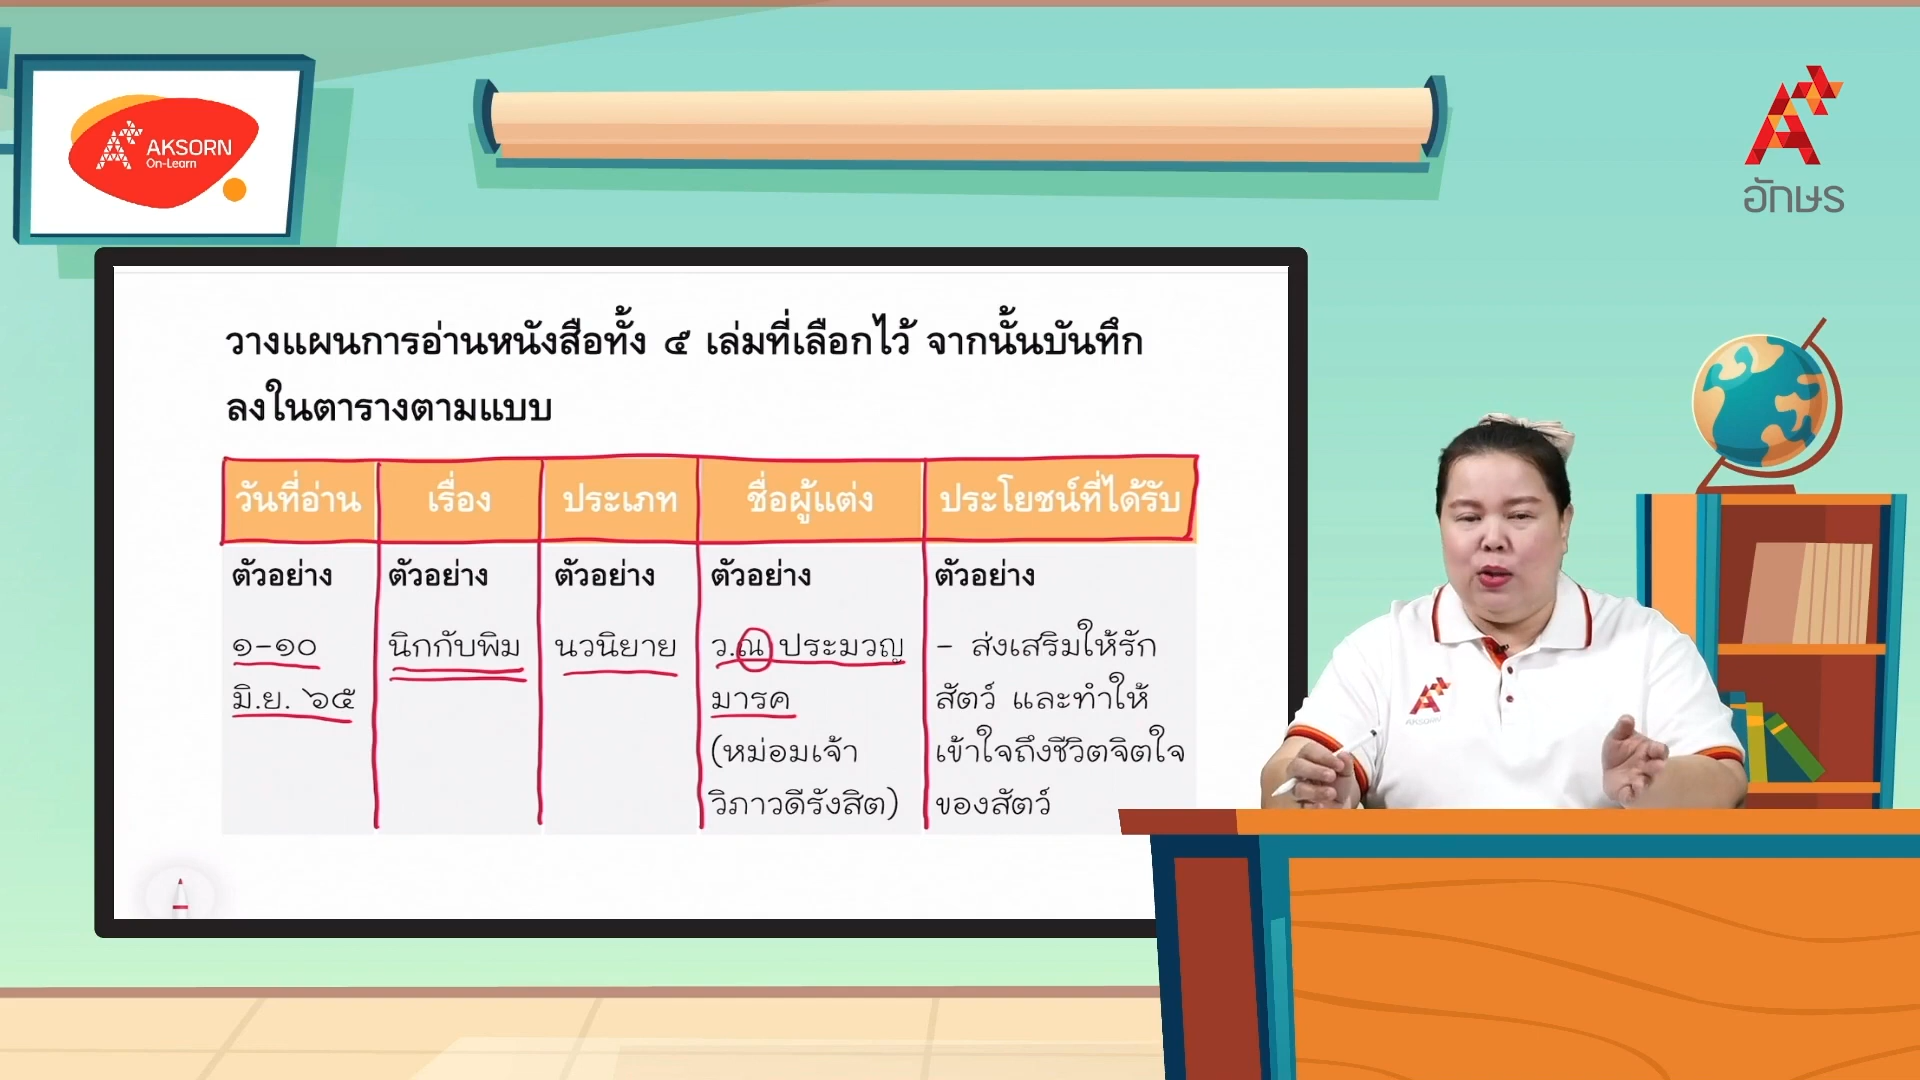 AKSORN
On-Learn
อักษร
วางแผนการอ่านหนังสือทั้ง ๕ เล่มที่เลือกไว้ จากนั้นบันทึก
ลงในตารางตามแบบ
วันที่อ่าน เรื่อง ประเภท ชื่อผู้แต่ง ประโยชน์ที่ได้รับ
ตัวอย่าง ตัวอย่าง ตัวอย่าง ตัวอย่าง ตัวอย่าง
๑-๑๐ นิกกับพิม นวนิยาย ว.ณ ประมวญ - ส่งเสริมให้รัก
มิ.ย. ๖๕ มารค สัตว์ และทำให้
(หม่อมเจ้า เข้าใจถึงชีวิตจิตใจ
วิภาวดีรังสิต) ของสัตว์
AKSORN